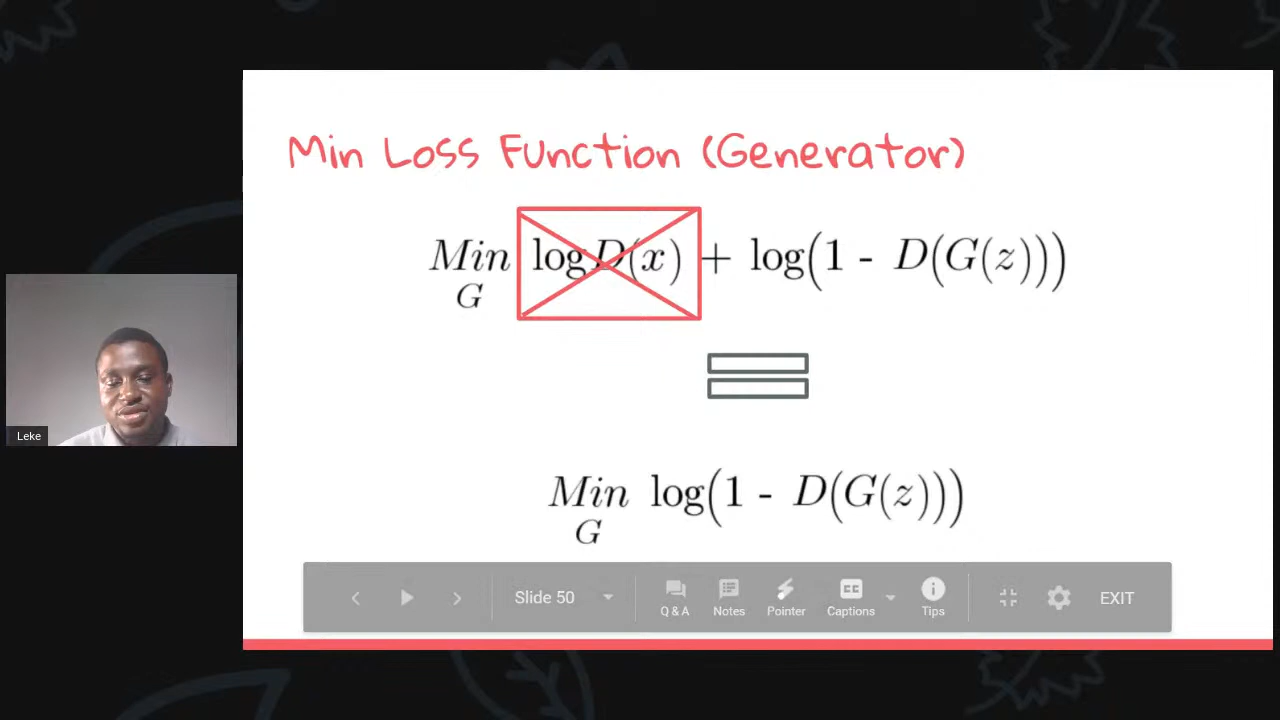 Min Loss Function (Generator)
Min log D(x) + log(1 - D(G(z)))
G
Min log(1 - D(G(z)))
G
Leke
Slide 50
Q & A
Notes
Pointer
CC
Captions
Tips
EXIT